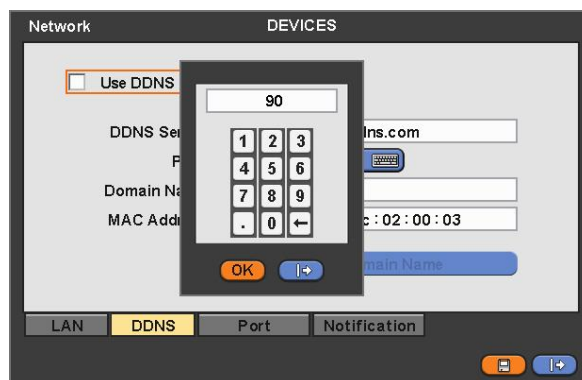 Network DEVICES
Use DDNS
90
DDNS Ser lns.com
1 2 3
4 5 6
Domain Na
7 8 9
MAC Addr c:02:00:03
. 0 ←
OK
main Name
LAN DDNS Port Notification